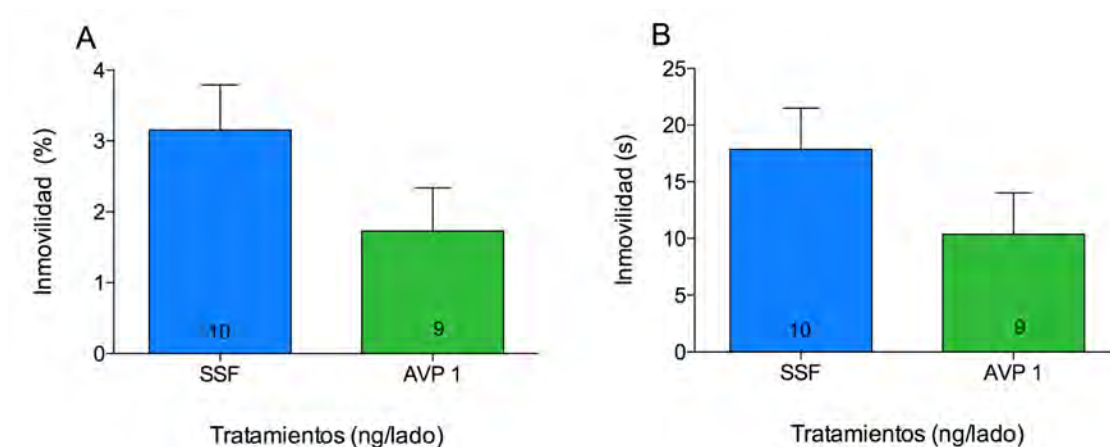 A
Inmovilidad (%)
4
3
2
1
0
10
9
SSF
AVP 1
Tratamientos (ng/lado)
B
Inmovilidad (s)
25
20
15
10
5
0
10
9
SSF
AVP 1
Tratamientos (ng/lado)